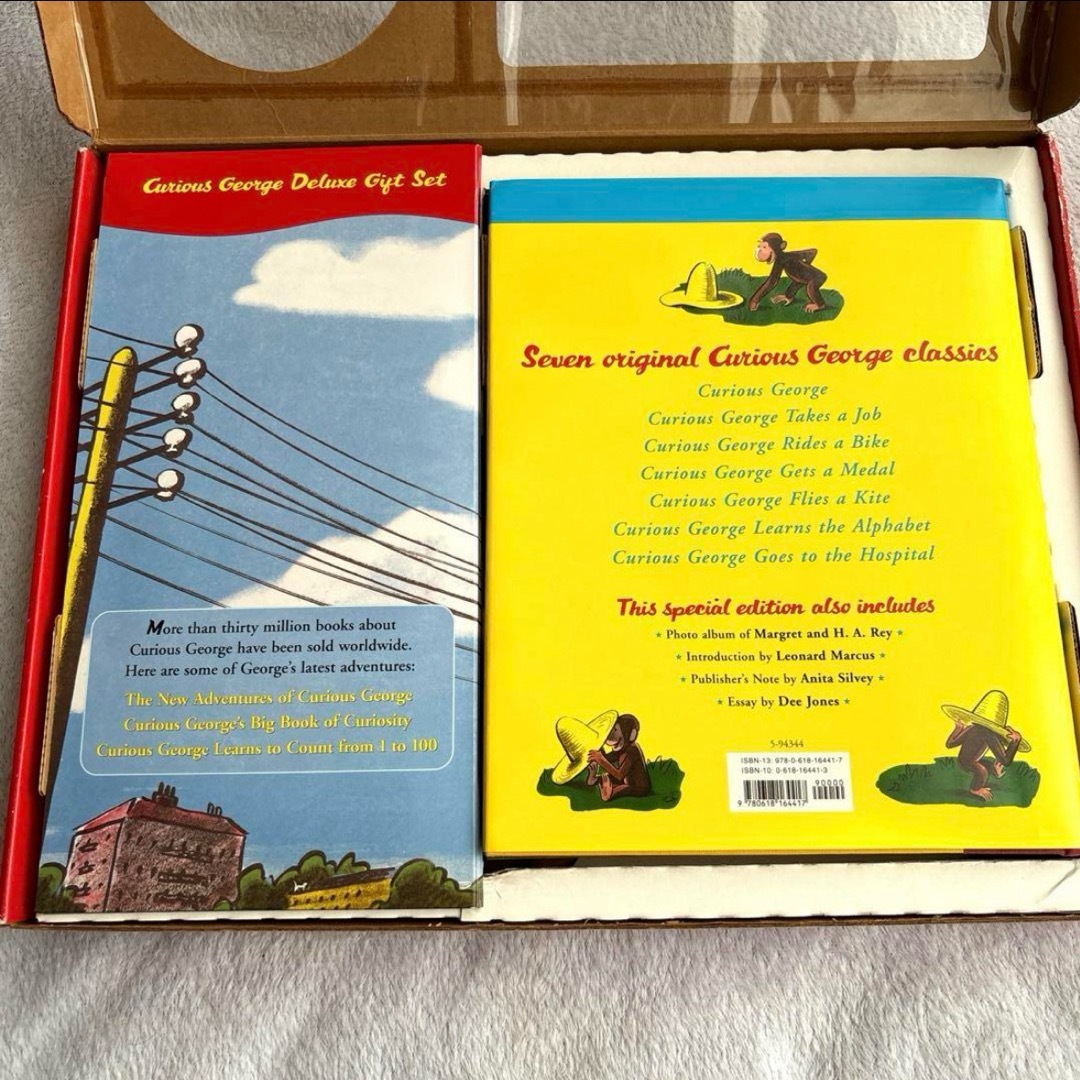 Curious George Deluxe Gift Set
More than thirty million books about
Curious George have been sold worldwide.
Here are some of George's latest adventures:
The New Adventures of Curious George
Curious George's Big Book of Curiosity
Curious George Learns to Count from 1 to 100
Seven original Curious George classics
Curious George
Curious George Takes a Job
Curious George Rides a Bike
Curious George Gets a Medal
Curious George Flies a Kite
Curious George Learns the Alphabet
Curious George Goes to the Hospital
This special edition also includes
★ Photo album of Margret and H. A. Rey ★
★ Introduction by Leonard Marcus ★
★ Publisher's Note by Anita Silvey ★
★ Essay by Dee Jones ★
5-94344
ISBN-13: 978-0-618-16441-7
ISBN-10: 0-618-16441-3
90000
9 780618 164417